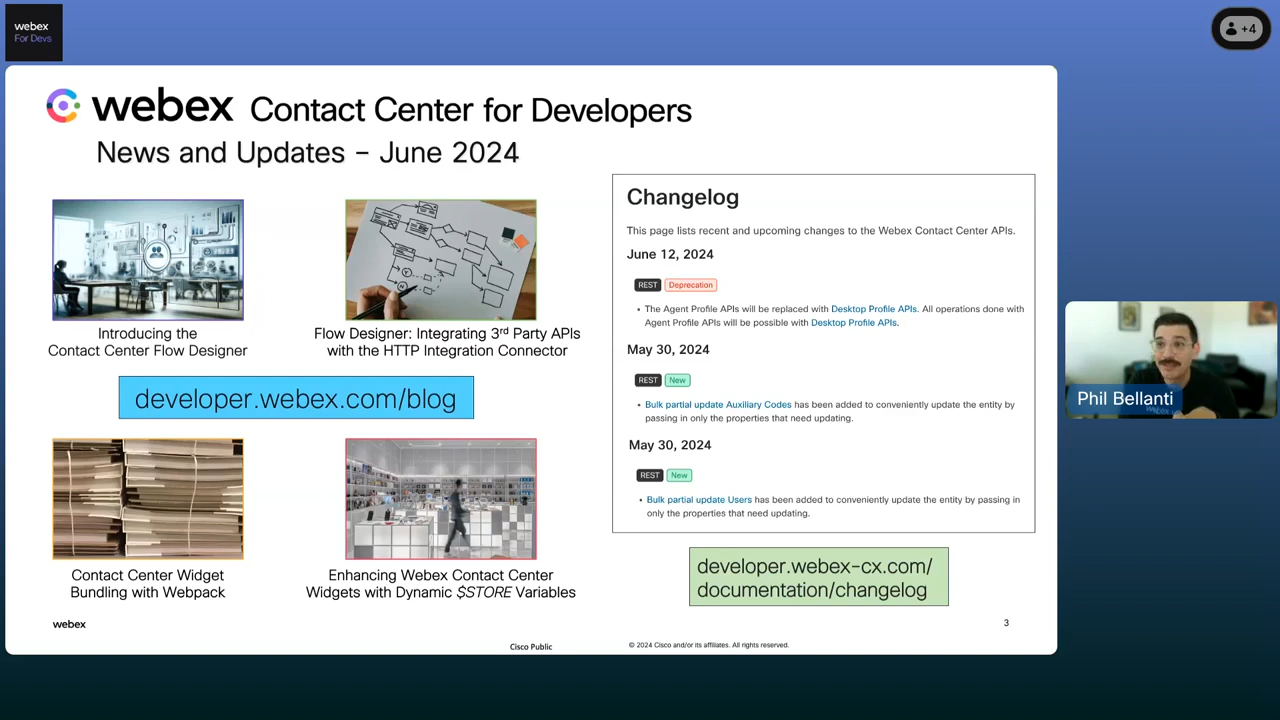 webex
For Devs
+4
webex Contact Center for Developers
News and Updates – June 2024
Introducing the
Contact Center Flow Designer
Flow Designer: Integrating 3rd Party APIs
with the HTTP Integration Connector
developer.webex.com/blog
Contact Center Widget
Bundling with Webpack
Enhancing Webex Contact Center
Widgets with Dynamic $STORE Variables
Changelog
This page lists recent and upcoming changes to the Webex Contact Center APIs.
June 12, 2024
REST Deprecation
• The Agent Profile APIs will be replaced with Desktop Profile APIs. All operations done with
Agent Profile APIs will be possible with Desktop Profile APIs.
May 30, 2024
REST New
• Bulk partial update Auxiliary Codes has been added to conveniently update the entity by
passing in only the properties that need updating.
May 30, 2024
REST New
• Bulk partial update Users has been added to conveniently update the entity by passing in
only the properties that need updating.
developer.webex-cx.com/
documentation/changelog
webex
3
Cisco Public
© 2024 Cisco and/or its affiliates. All rights reserved.
Phil Bellanti